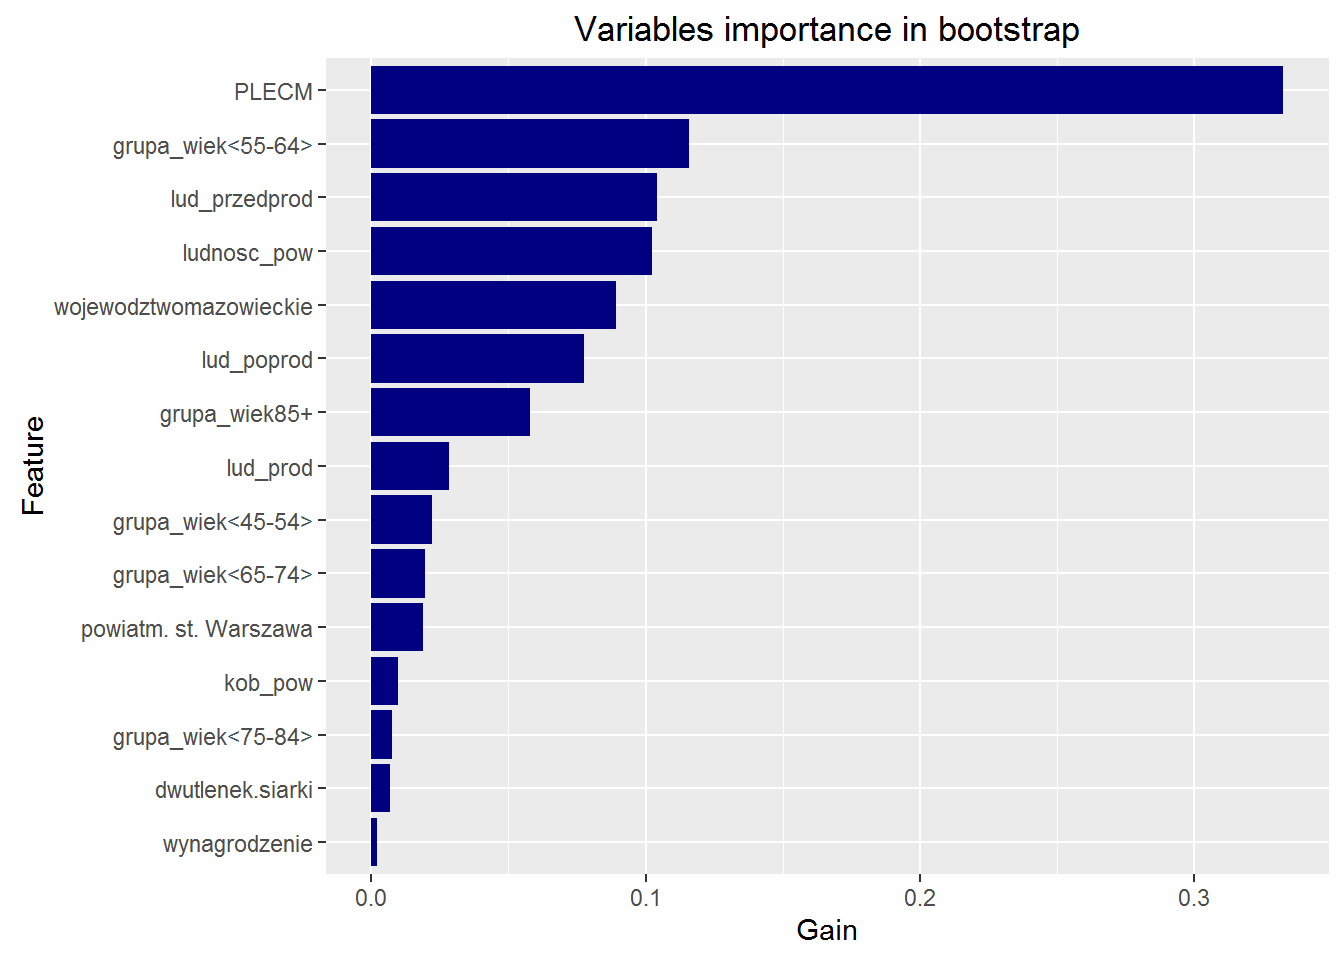 Variables importance in bootstrap
PLECM
grupa_wiek<55-64>
lud_przedprod
ludnosc_pow
wojewodztwomazowieckie
lud_poprod
grupa_wiek85+
lud_prod
grupa_wiek<45-54>
grupa_wiek<65-74>
powiatm. st. Warszawa
kob_pow
grupa_wiek<75-84>
dwutlenek.siarki
wynagrodzenie
Feature
0.0 0.1 0.2 0.3
Gain